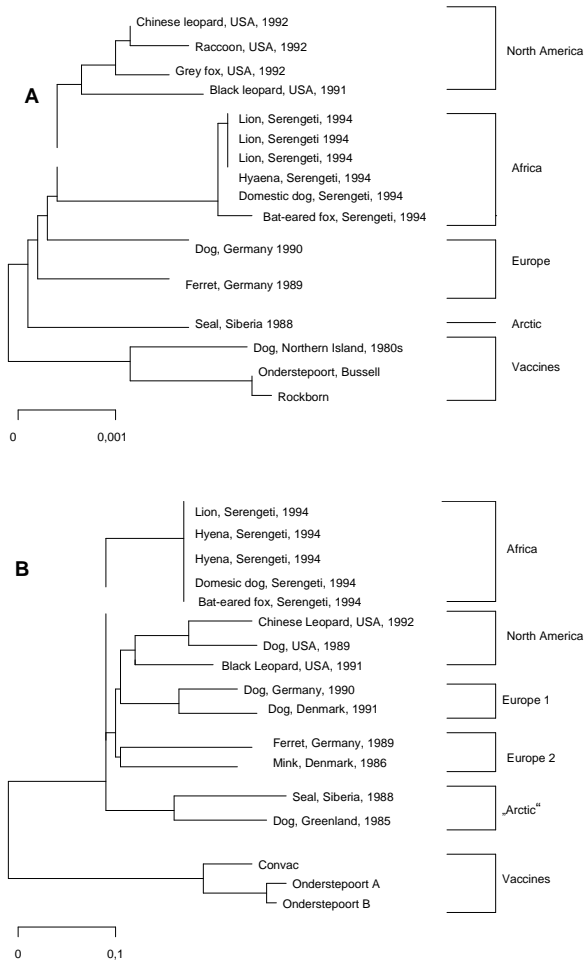 Chinese leopard, USA, 1992
Raccoon, USA, 1992
North America
Grey fox, USA, 1992
Black leopard, USA, 1991
A
Lion, Serengeti, 1994
Lion, Serengeti 1994
Lion, Serengeti, 1994
Africa
Hyaena, Serengeti, 1994
Domestic dog, Serengeti, 1994
Bat-eared fox, Serengeti, 1994
Dog, Germany 1990
Europe
Ferret, Germany 1989
Seal, Siberia 1988
Arctic
Dog, Northern Island, 1980s
Vaccines
Onderstepoort, Bussell
Rockborn
0 0,001
Lion, Serengeti, 1994
Hyena, Serengeti, 1994
Africa
Hyena, Serengeti, 1994
B
Domesic dog, Serengeti, 1994
Bat-eared fox, Serengeti, 1994
Chinese Leopard, USA, 1992
North America
Dog, USA, 1989
Black Leopard, USA, 1991
Dog, Germany, 1990
Europe 1
Dog, Denmark, 1991
Ferret, Germany, 1989
Europe 2
Mink, Denmark, 1986
Seal, Siberia, 1988
„Arctic“
Dog, Greenland, 1985
Convac
Vaccines
Onderstepoort A
Onderstepoort B
0 0,1